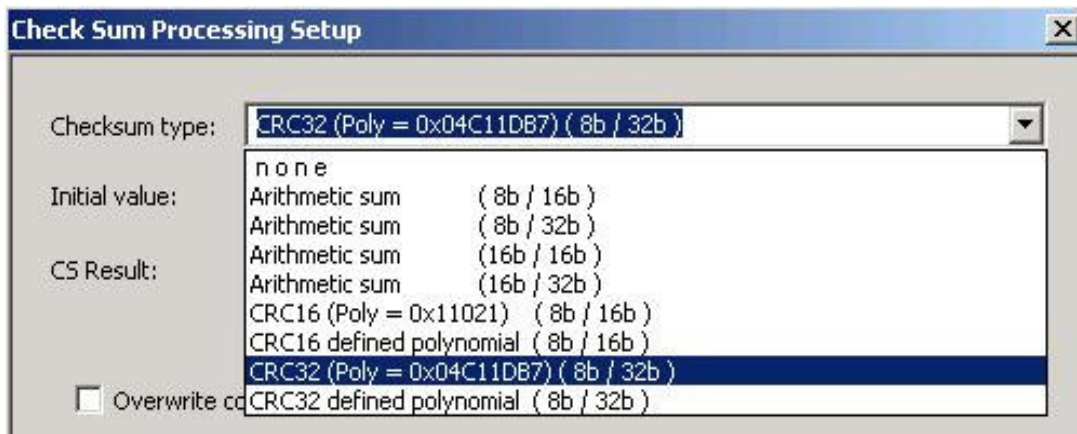 Check Sum Processing Setup
Checksum type:
CRC32 (Poly = 0x04C11DB7) ( 8b / 32b )
n o n e
Initial value:
Arithmetic sum ( 8b / 16b )
Arithmetic sum ( 8b / 32b )
CS Result:
Arithmetic sum (16b / 16b )
Arithmetic sum (16b / 32b )
CRC16 (Poly = 0x11021) ( 8b / 16b )
CRC16 defined polynomial ( 8b / 16b )
CRC32 (Poly = 0x04C11DB7) ( 8b / 32b )
Overwrite
CRC32 defined polynomial ( 8b / 32b )